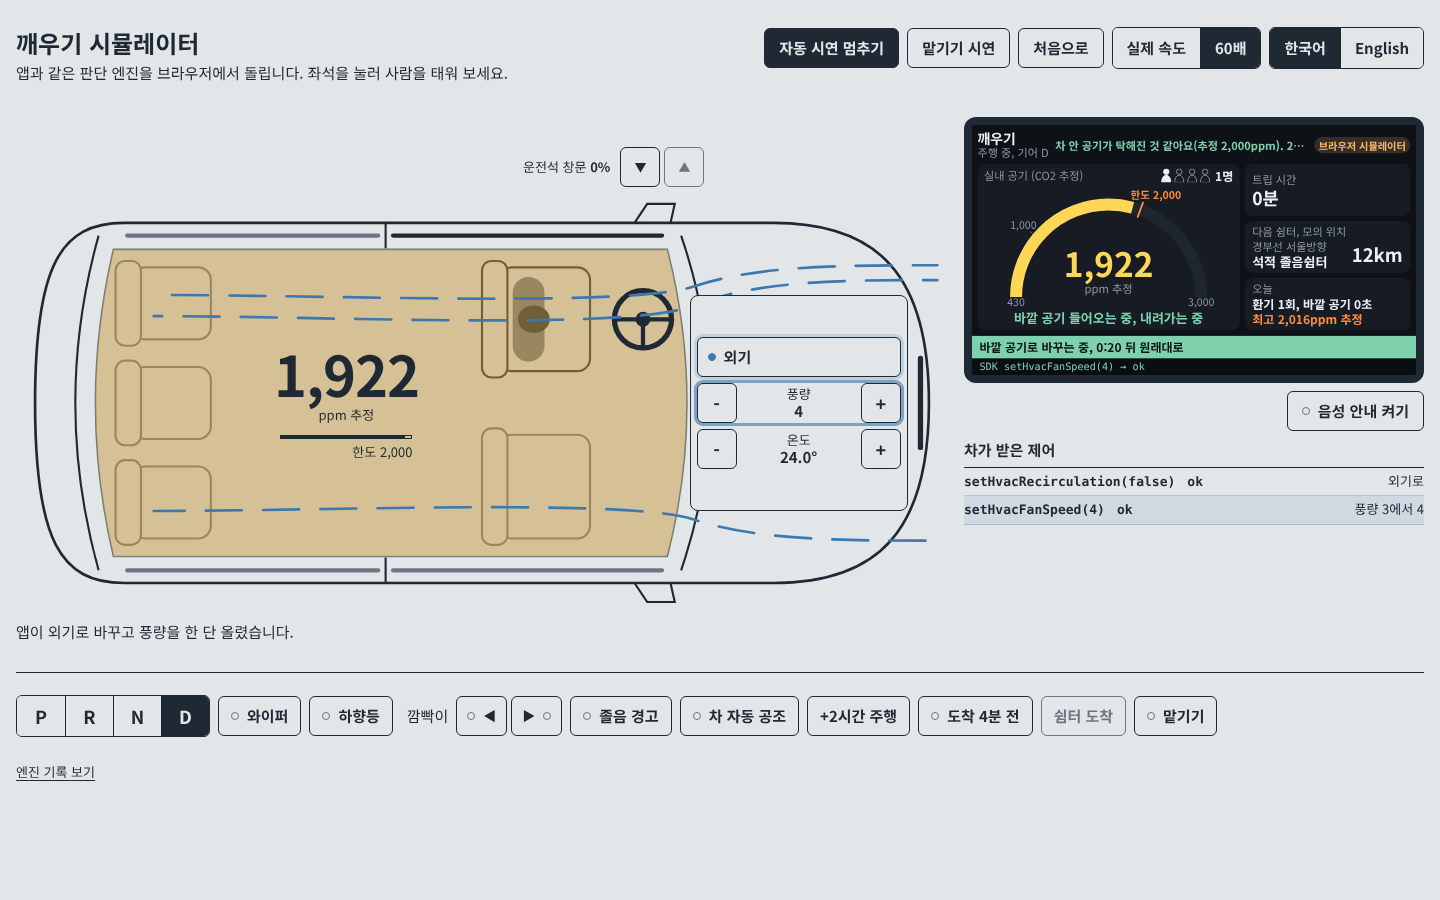 깨우기 시뮬레이터
앱과 같은 판단 엔진을 브라우저에서 돌립니다. 좌석을 눌러 사람을 태워 보세요.
자동 시연 멈추기
맡기기 시연
처음으로
실제 속도
60배
한국어
English
운전석 창문 0%
▼
▲
1,922
ppm 추정
한도 2,000
외기
-
풍량
4
+
-
온도
24.0°
+
깨우기
주행 중, 기어 D
차 안 공기가 탁해진 것 같아요(추정 2,000ppm). 2…
브라우저 시뮬레이터
실내 공기 (CO2 추정)
1명
한도 2,000
1,000
1,922
ppm 추정
430
3,000
바깥 공기 들어오는 중, 내려가는 중
트립 시간
0분
다음 쉼터, 모의 위치
경부선 서울방향
석적 졸음쉼터
12km
오늘
환기 1회, 바깥 공기 0초
최고 2,016ppm 추정
바깥 공기로 바꾸는 중, 0:20 뒤 원래대로
SDK setHvacFanSpeed(4) → ok
음성 안내 켜기
차가 받은 제어
setHvacRecirculation(false) ok 외기로
setHvacFanSpeed(4) ok 풍량 3에서 4
앱이 외기로 바꾸고 풍량을 한 단 올렸습니다.
P
R
N
D
와이퍼
하향등
깜빡이
◀
▶
졸음 경고
차 자동 공조
+2시간 주행
도착 4분 전
쉼터 도착
맡기기
엔진 기록 보기